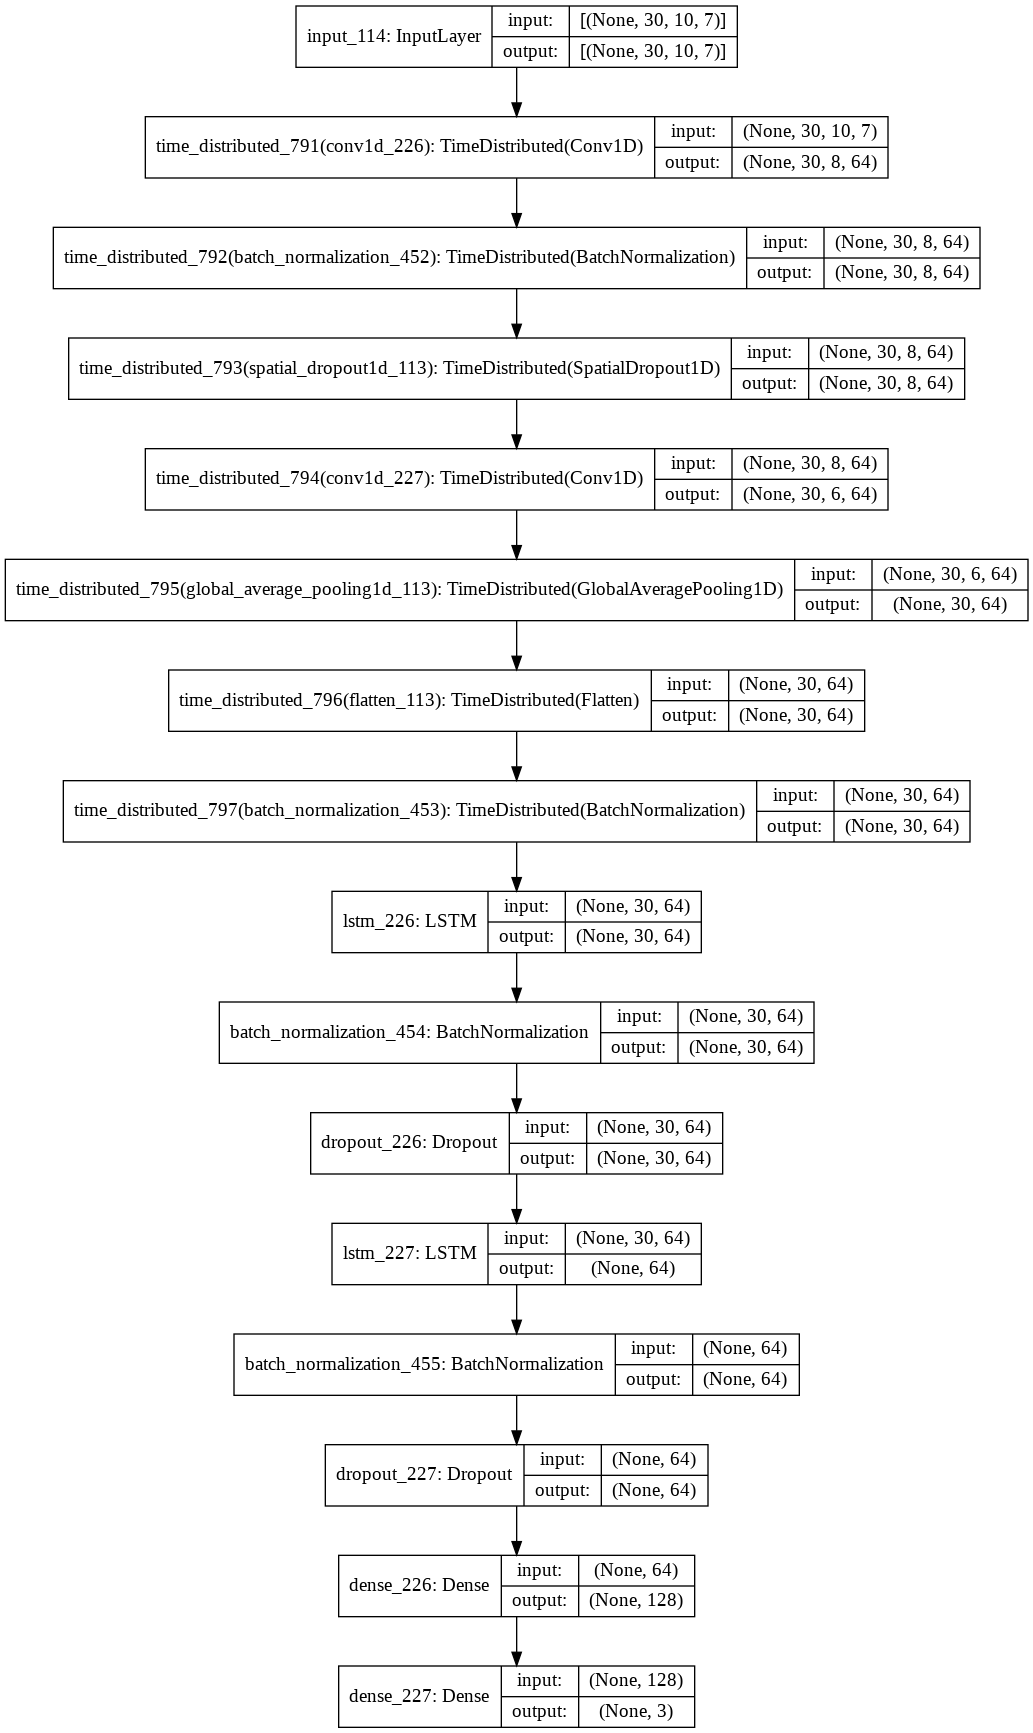 input_114: InputLayer
input: [(None, 30, 10, 7)]
output: [(None, 30, 10, 7)]
time_distributed_791(conv1d_226): TimeDistributed(Conv1D)
input: (None, 30, 10, 7)
output: (None, 30, 8, 64)
time_distributed_792(batch_normalization_452): TimeDistributed(BatchNormalization)
input: (None, 30, 8, 64)
output: (None, 30, 8, 64)
time_distributed_793(spatial_dropout1d_113): TimeDistributed(SpatialDropout1D)
input: (None, 30, 8, 64)
output: (None, 30, 8, 64)
time_distributed_794(conv1d_227): TimeDistributed(Conv1D)
input: (None, 30, 8, 64)
output: (None, 30, 6, 64)
time_distributed_795(global_average_pooling1d_113): TimeDistributed(GlobalAveragePooling1D)
input: (None, 30, 6, 64)
output: (None, 30, 64)
time_distributed_796(flatten_113): TimeDistributed(Flatten)
input: (None, 30, 64)
output: (None, 30, 64)
time_distributed_797(batch_normalization_453): TimeDistributed(BatchNormalization)
input: (None, 30, 64)
output: (None, 30, 64)
lstm_226: LSTM
input: (None, 30, 64)
output: (None, 30, 64)
batch_normalization_454: BatchNormalization
input: (None, 30, 64)
output: (None, 30, 64)
dropout_226: Dropout
input: (None, 30, 64)
output: (None, 30, 64)
lstm_227: LSTM
input: (None, 30, 64)
output: (None, 64)
batch_normalization_455: BatchNormalization
input: (None, 64)
output: (None, 64)
dropout_227: Dropout
input: (None, 64)
output: (None, 64)
dense_226: Dense
input: (None, 64)
output: (None, 128)
dense_227: Dense
input: (None, 128)
output: (None, 3)